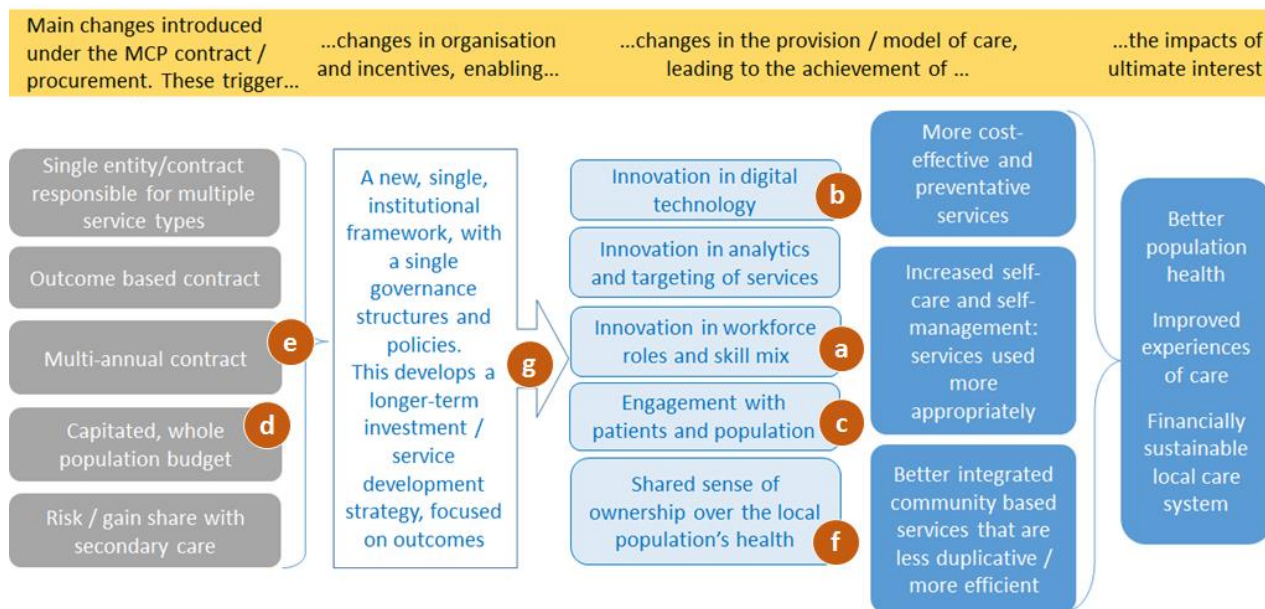 Main changes introduced
under the MCP contract /
procurement. These trigger...
...changes in organisation
and incentives, enabling...
...changes in the provision / model of care,
leading to the achievement of ...
...the impacts of
ultimate interest
Single entity/contract
responsible for multiple
service types
Outcome based contract
Multi-annual contract
e
Capitated, whole
population budget
d
Risk / gain share with
secondary care
A new, single,
institutional
framework, with
a single
governance
structures and
policies.
This develops a
longer-term
investment /
service
development
strategy, focused
on outcomes
g
Innovation in digital
technology
b
Innovation in analytics
and targeting of services
Innovation in workforce
roles and skill mix
a
Engagement with
patients and population
c
Shared sense of
ownership over the local
population's health
f
More cost-
effective and
preventative
services
Increased self-
care and self-
management:
services used
more
appropriately
Better integrated
community based
services that are
less duplicative /
more efficient
Better
population
health
Improved
experiences
of care
Financially
sustainable
local care
system